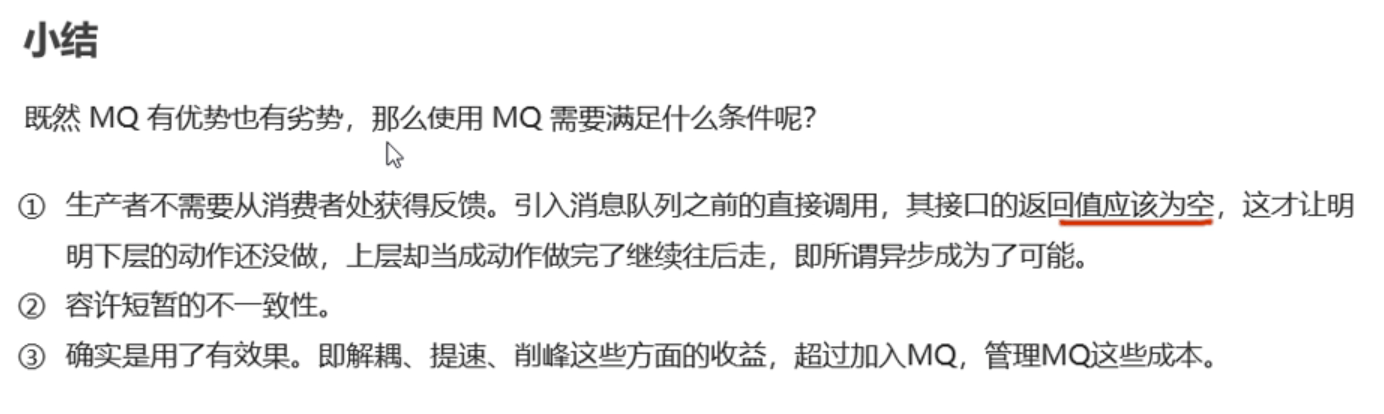 小结
既然 MQ 有优势也有劣势，那么使用 MQ 需要满足什么条件呢？
① 生产者不需要从消费者处获得反馈。引入消息队列之前的直接调用，其接口的返回值应该为空，这才让明
明下层的动作还没做，上层却当成动作做完了继续往后走，即所谓异步成为了可能。
② 容许短暂的不一致性。
③ 确实是用了有效果。即解耦、提速、削峰这些方面的收益，超过加入MQ，管理MQ这些成本。